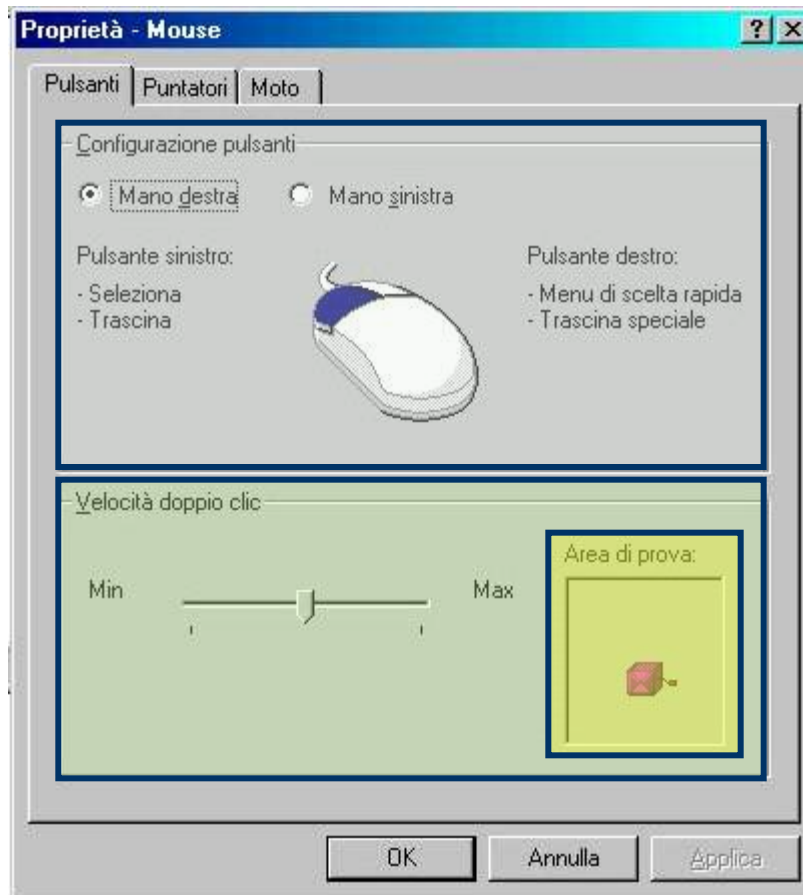 Proprietà - Mouse
Pulsanti Puntatori Moto
Configurazione pulsanti
Mano destra Mano sinistra
Pulsante sinistro:
- Seleziona
- Trascina
Pulsante destro:
- Menu di scelta rapida
- Trascina speciale
Velocità doppio clic
Min
Max
Area di prova:
OK Annulla Applica